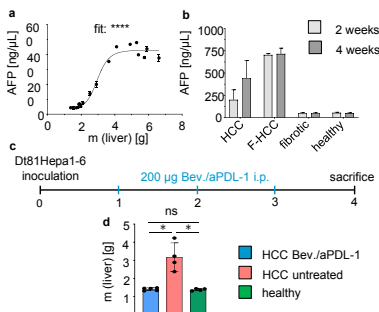 a
fit: ****
AFP [ng/µL]
60
40
20
0
0 2 4 6 8
m (liver) [g]
b
2 weeks
4 weeks
AFP [ng/µL]
1000
750
500
250
0
HCC
F-HCC
fibrotic
healthy
c
Dt81Hepa1-6
inoculation
200 µg Bev./aPDL-1 i.p.
sacrifice
0 1 2 3 4
ns
* *
d
m (liver) [g]
5
4
3
2
1
HCC Bev./aPDL-1
HCC untreated
healthy